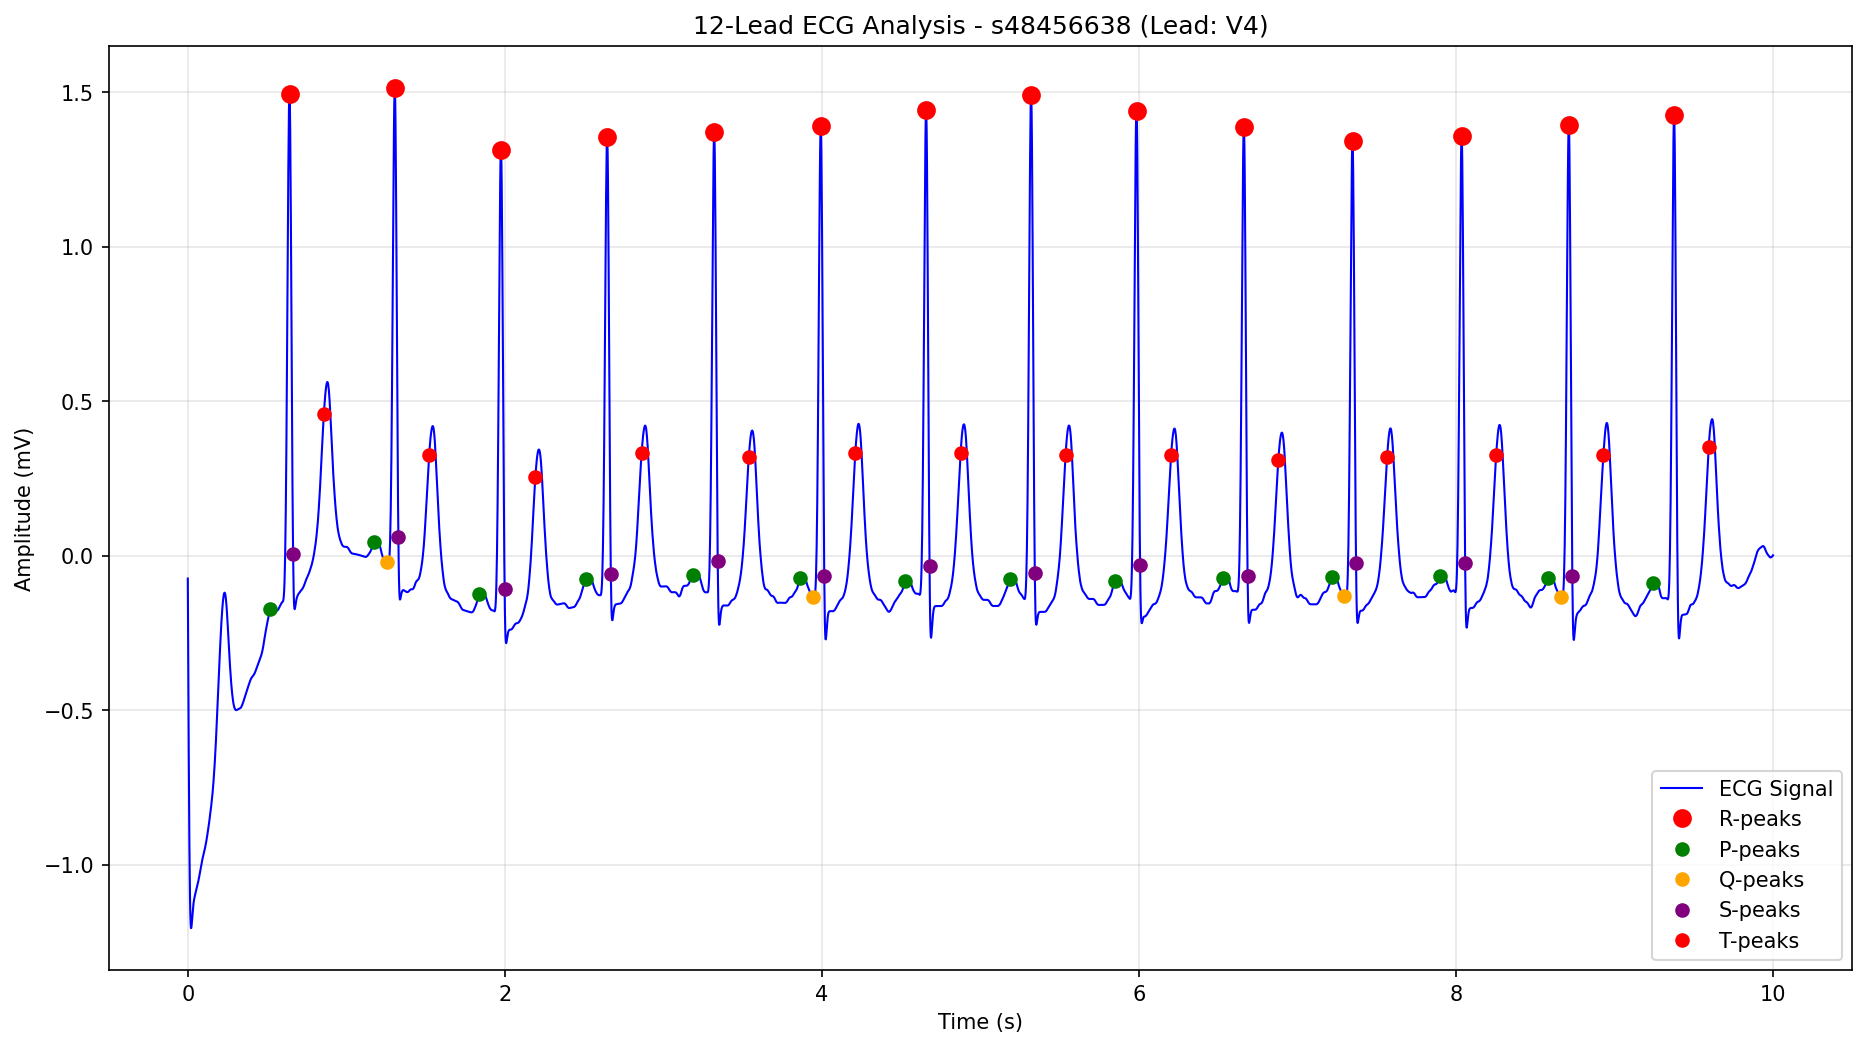 12-Lead ECG Analysis - s48456638 (Lead: V4)
Amplitude (mV)
1.5
1.0
0.5
0.0
−0.5
−1.0
0 2 4 6 8 10
Time (s)
ECG Signal
R-peaks
P-peaks
Q-peaks
S-peaks
T-peaks